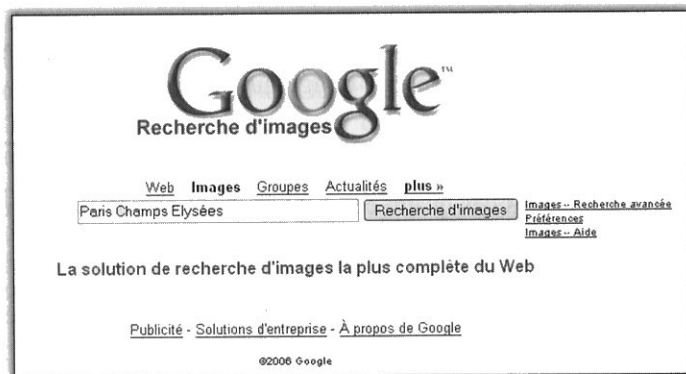 Google™
Recherche d'images
Web Images Groupes Actualités plus »
Paris Champs Elysées Recherche d'images Images -- Recherche avancée
Préférences
Images -- Aide
La solution de recherche d'images la plus complète du Web
Publicité - Solutions d'entreprise - À propos de Google
©2006 Google